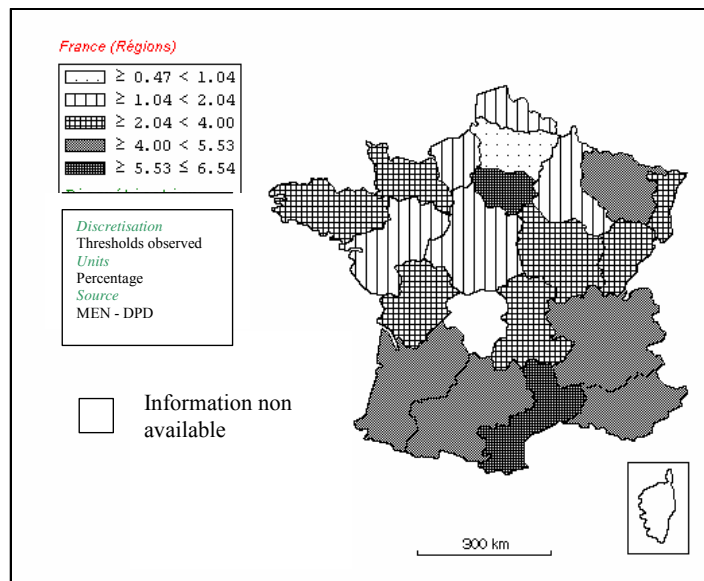 France (Régions)
≥ 0.47 < 1.04
≥ 1.04 < 2.04
≥ 2.04 < 4.00
≥ 4.00 < 5.53
≥ 5.53 ≤ 6.54
Discretisation
Thresholds observed
Units
Percentage
Source
MEN - DPD
Information non
available
300 km